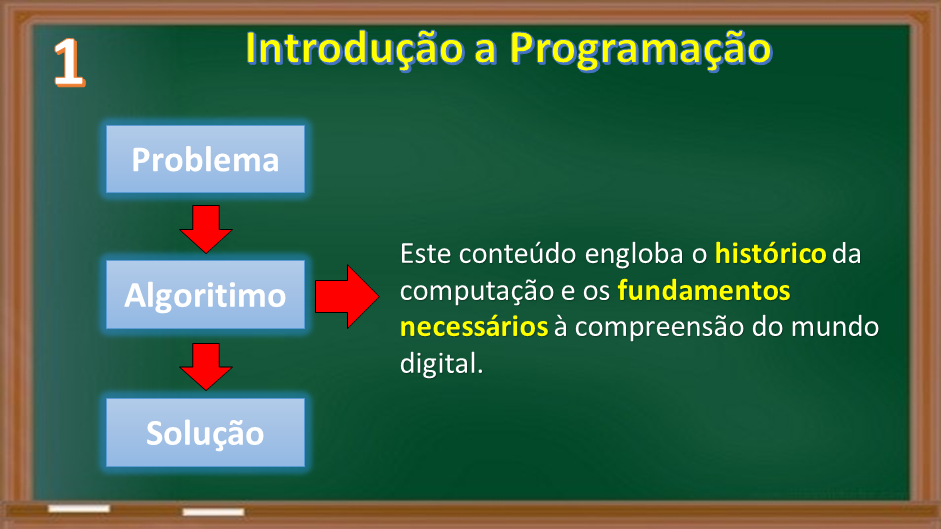 1
Introdução a Programação
Problema
Algoritimo
Solução
Este conteúdo engloba o histórico da
computação e os fundamentos
necessários à compreensão do mundo
digital.